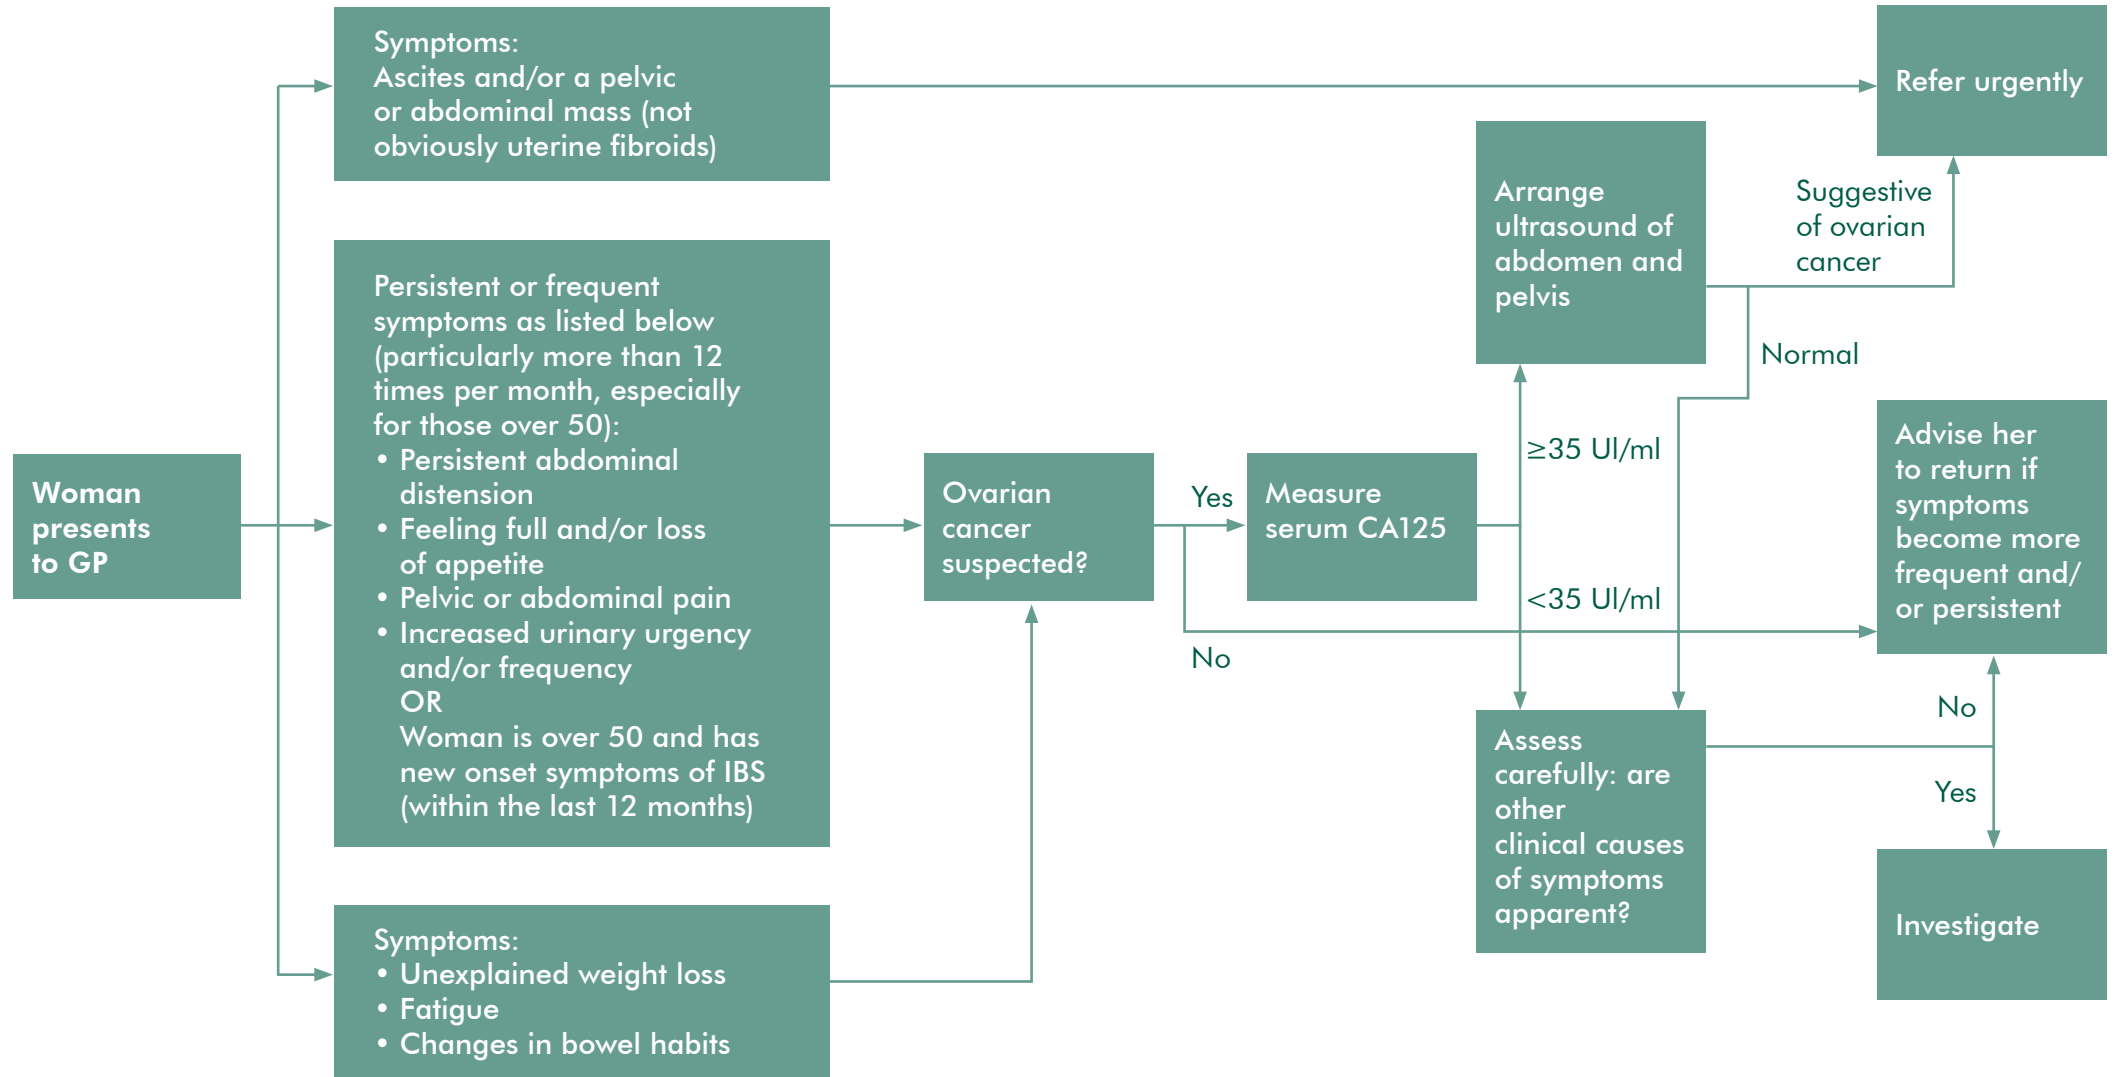 Woman
presents
to GP
Symptoms:
Ascites and/or a pelvic
or abdominal mass (not
obviously uterine fibroids)
Persistent or frequent
symptoms as listed below
(particularly more than 12
times per month, especially
for those over 50):
• Persistent abdominal
distension
• Feeling full and/or loss
of appetite
• Pelvic or abdominal pain
• Increased urinary urgency
and/or frequency
OR
Woman is over 50 and has
new onset symptoms of IBS
(within the last 12 months)
Symptoms:
• Unexplained weight loss
• Fatigue
• Changes in bowel habits
Ovarian
cancer
suspected?
Yes
No
Measure
serum CA125
≥35 Ul/ml
<35 Ul/ml
Arrange
ultrasound of
abdomen and
pelvis
Suggestive
of ovarian
cancer
Normal
Refer urgently
Assess
carefully: are
other
clinical causes
of symptoms
apparent?
No
Yes
Advise her
to return if
symptoms
become more
frequent and/
or persistent
Investigate